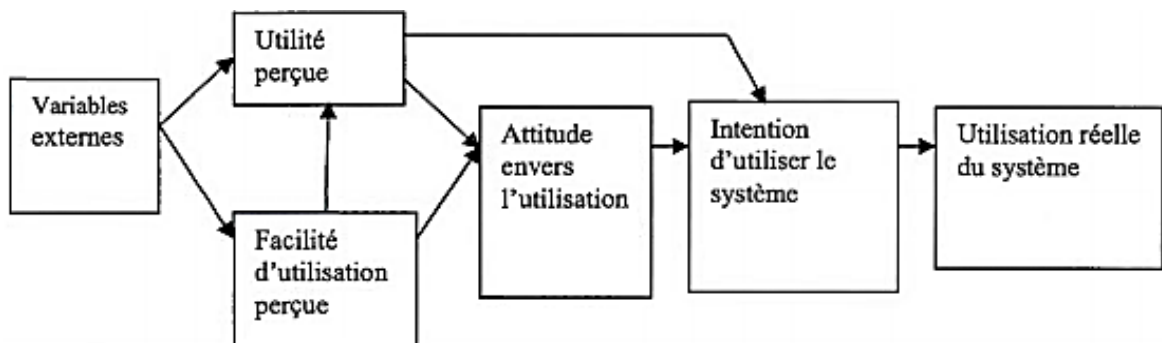 Utilité
perçue
Variables
externes
Facilité
d'utilisation
perçue
Attitude
envers
l'utilisation
Intention
d'utiliser le
système
Utilisation réelle
du système